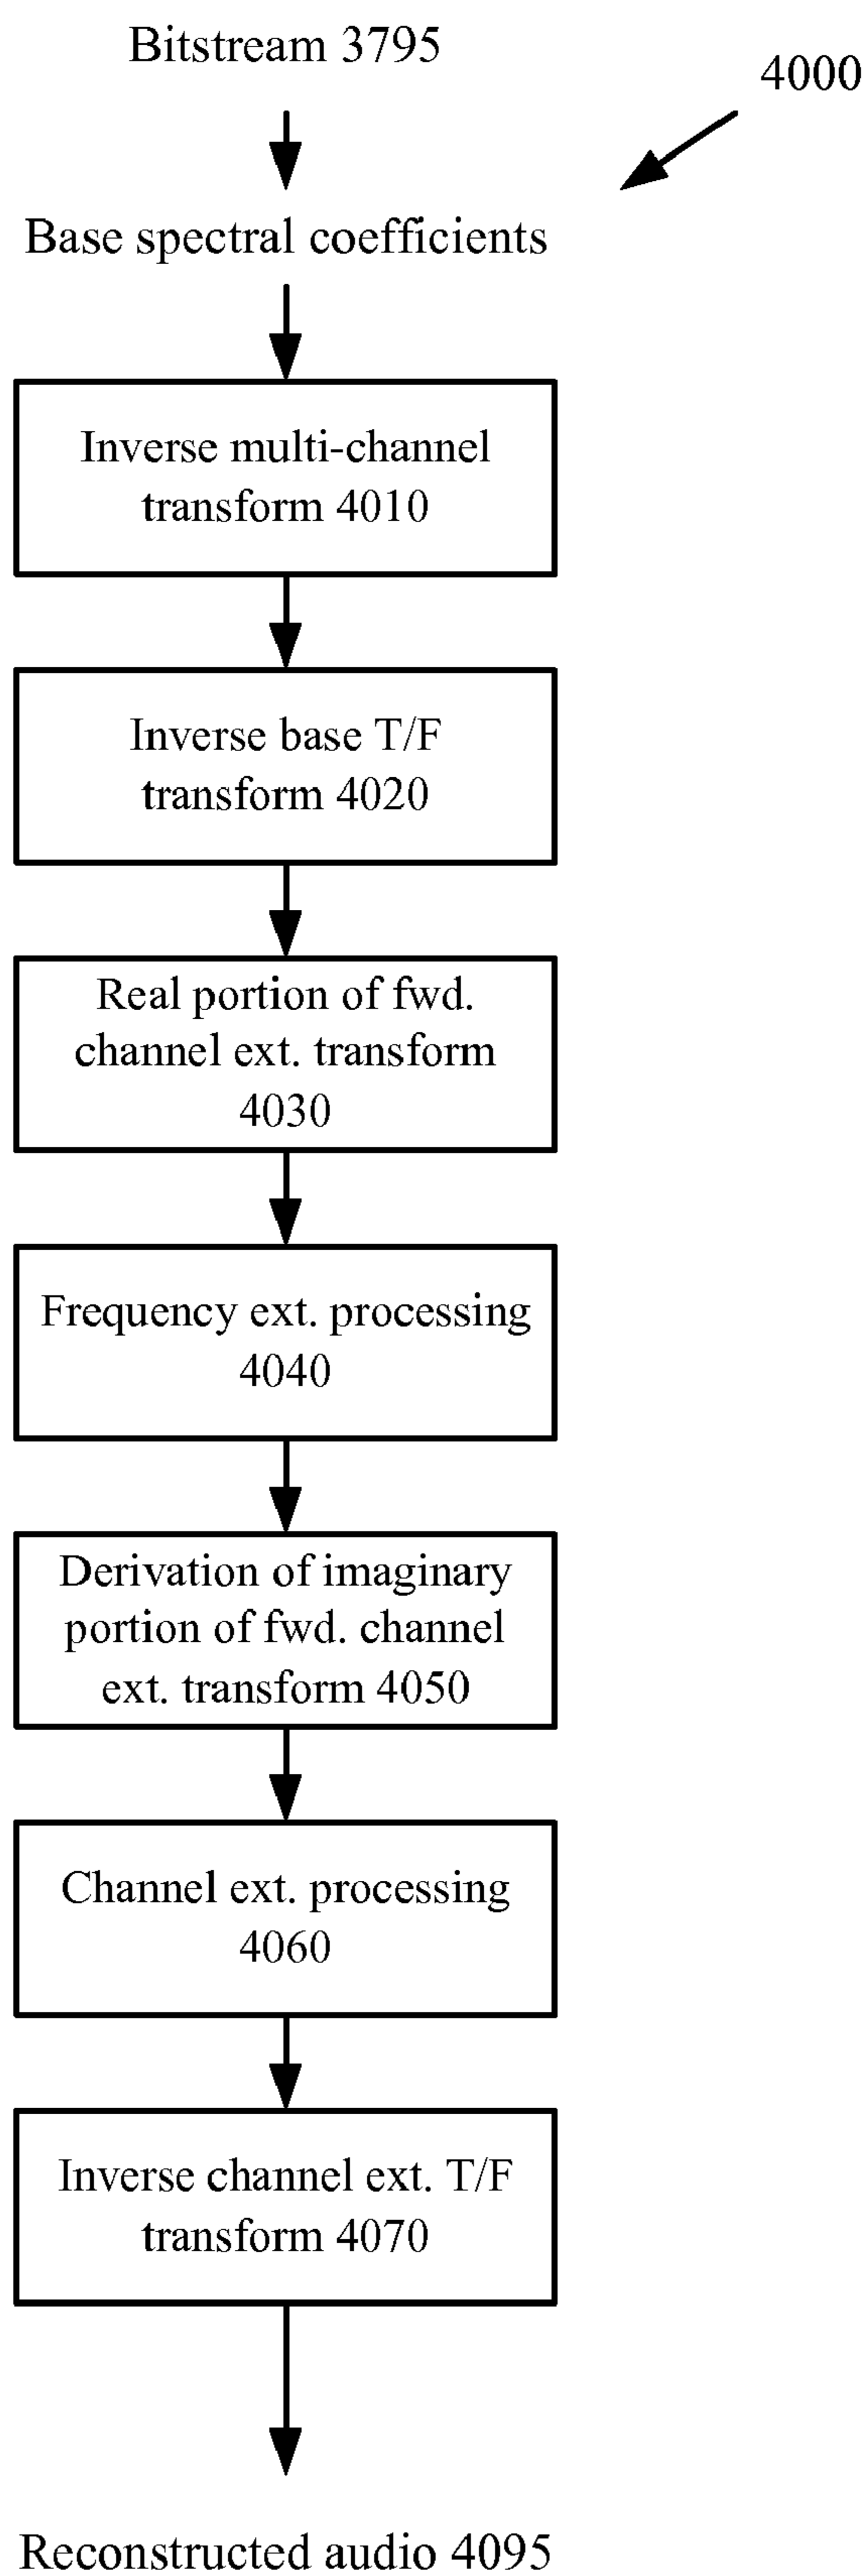 Bitstream 3795
4000
Base spectral coefficients
Inverse multi-channel
transform 4010
Inverse base T/F
transform 4020
Real portion of fwd.
channel ext. transform
4030
Frequency ext. processing
4040
Derivation of imaginary
portion of fwd. channel
ext. transform 4050
Channel ext. processing
4060
Inverse channel ext. T/F
transform 4070
Reconstructed audio 4095